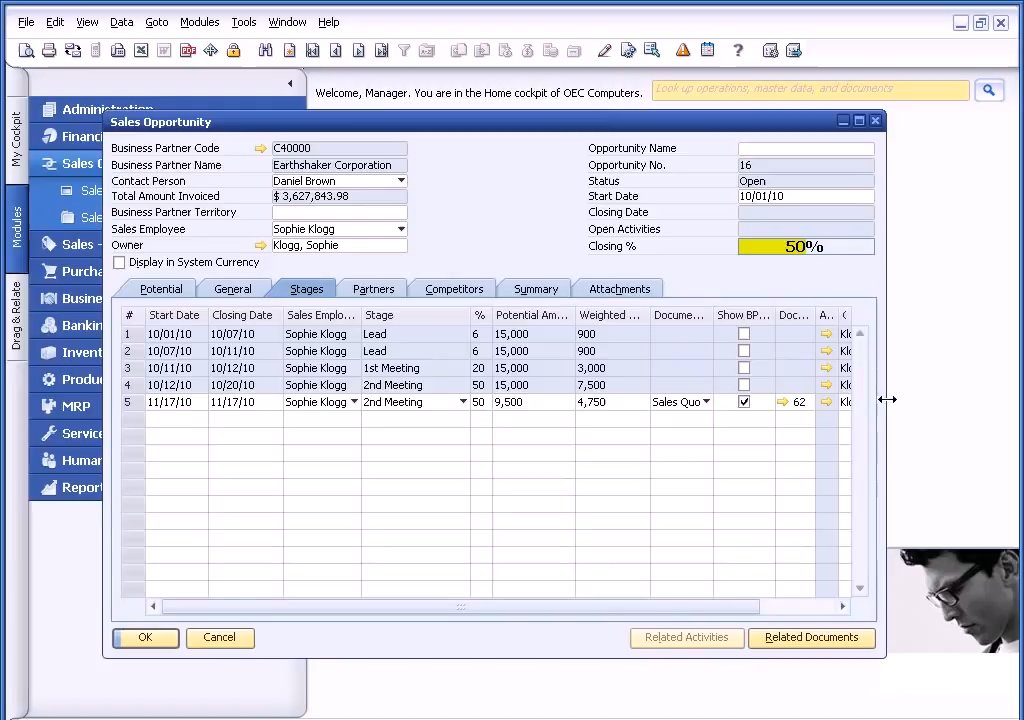 File Edit View Data Goto Modules Tools Window Help
Welcome, Manager. You are in the Home cockpit of OEC Computers.
Look up operations, master data, and documents
My Cockpit
Modules
Drag & Relate
Administration
Financi
Sales O
Sale
Sale
Sales -
Purcha
Busine
Bankin
Invent
Produc
MRP
Service
Human
Report
Sales Opportunity
Business Partner Code C40000 Opportunity Name
Business Partner Name Earthshaker Corporation Opportunity No. 16
Contact Person Daniel Brown Status Open
Total Amount Invoiced $ 3,627,843.98 Start Date 10/01/10
Business Partner Territory Closing Date
Sales Employee Sophie Klogg Open Activities
Owner Klogg, Sophie Closing % 50%
Display in System Currency
Potential General Stages Partners Competitors Summary Attachments
# Start Date Closing Date Sales Emplo... Stage % Potential Am... Weighted ... Docume... Show BP... Doc... A..
1 10/01/10 10/07/10 Sophie Klogg Lead 6 15,000 900 Klo
2 10/07/10 10/11/10 Sophie Klogg Lead 6 15,000 900 Klo
3 10/11/10 10/12/10 Sophie Klogg 1st Meeting 20 15,000 3,000 Klo
4 10/12/10 10/20/10 Sophie Klogg 2nd Meeting 50 15,000 7,500 Klo
5 11/17/10 11/17/10 Sophie Klogg 2nd Meeting 50 9,500 4,750 Sales Quo 62 Klo
OK Cancel Related Activities Related Documents